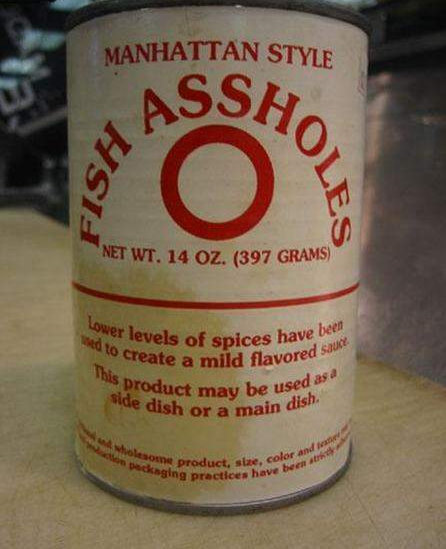 MANHATTAN STYLE
FISH ASSHOLES
NET WT. 14 OZ. (397 GRAMS)
Lower levels of spices have been
used to create a mild flavored sauce.
This product may be used as a
side dish or a main dish.
and wholesome product, size, color and texture
production packaging practices have been strictly